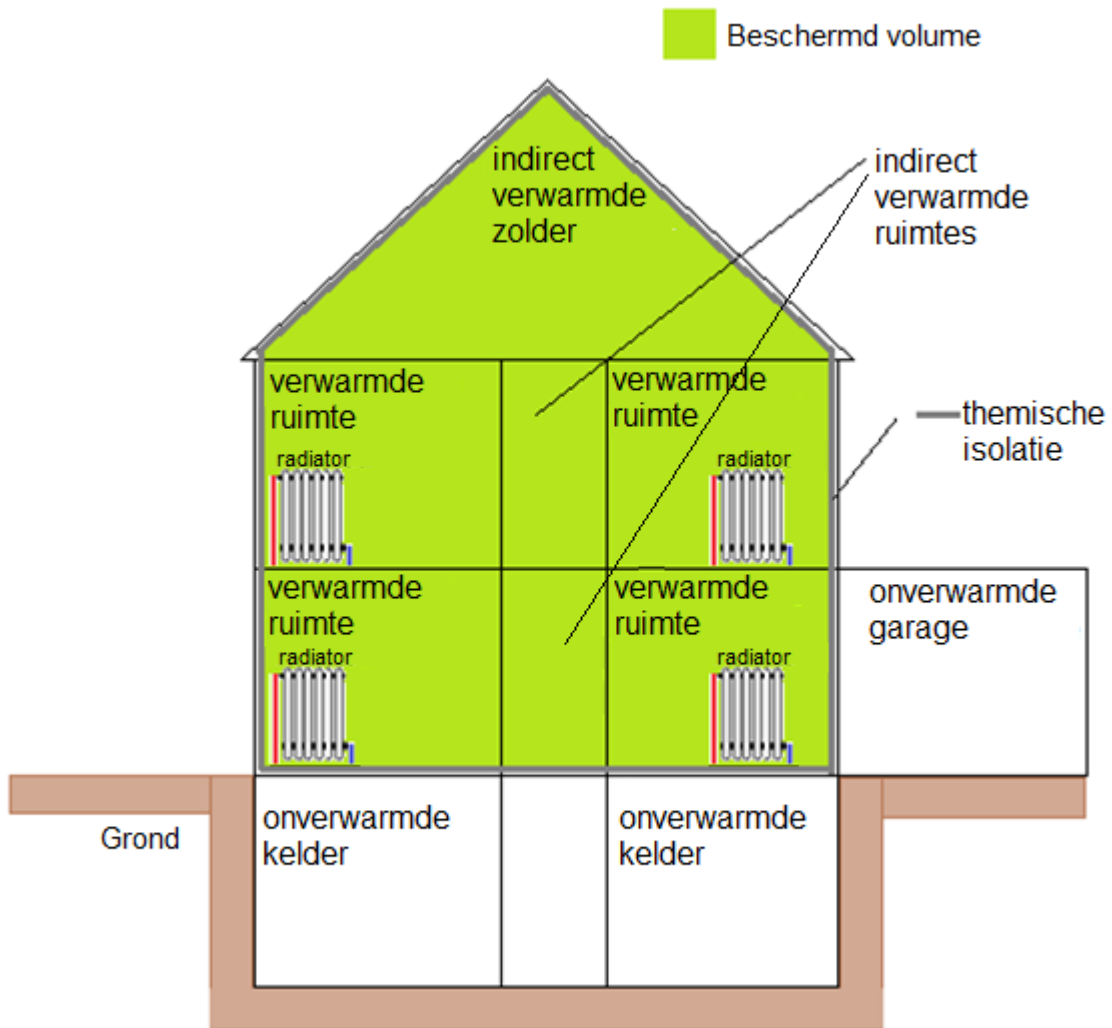 Beschermd volume
indirect
verwarmde
zolder
indirect
verwarmde
ruimtes
verwarmde
ruimte
radiator
verwarmde
ruimte
radiator
themische
isolatie
verwarmde
ruimte
radiator
verwarmde
ruimte
radiator
onverwarmde
garage
Grond
onverwarmde
kelder
onverwarmde
kelder